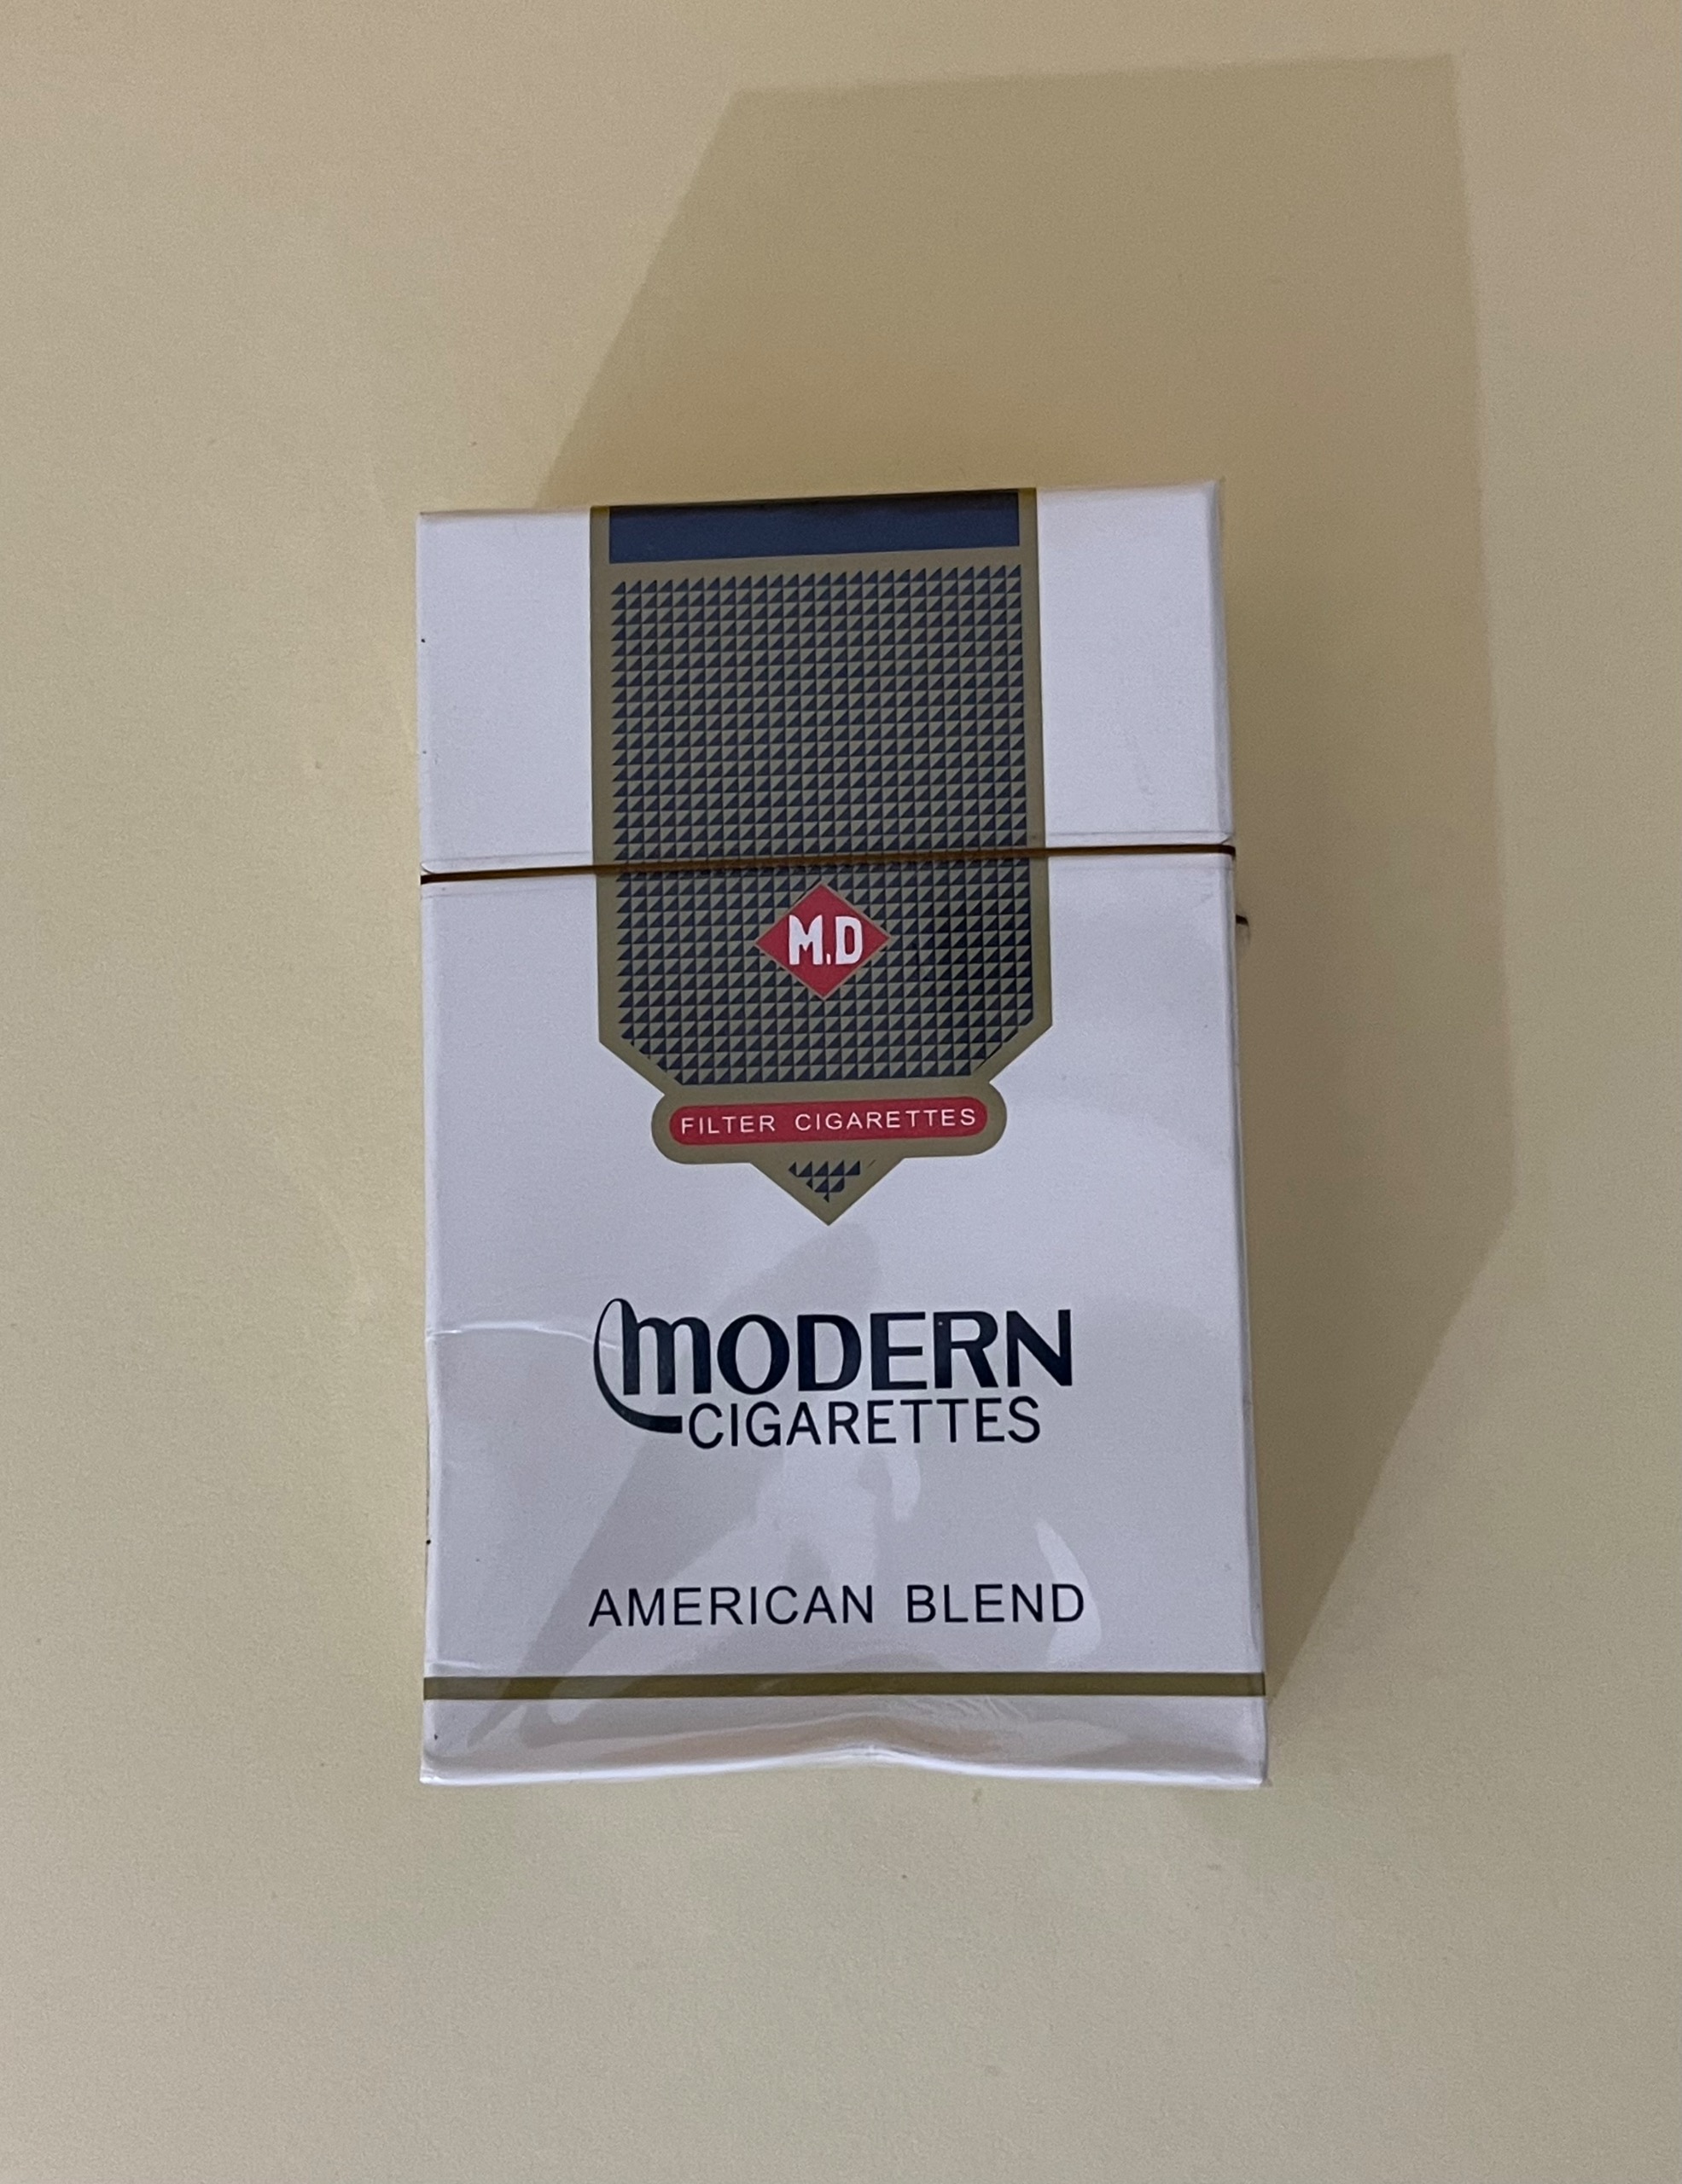 M.D
FILTER CIGARETTES
MODERN
CIGARETTES
AMERICAN BLEND